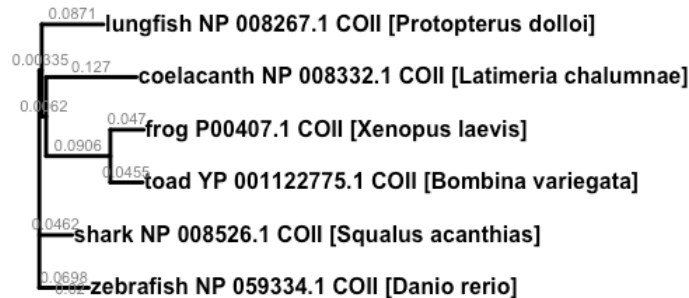 0.0871
lungfish NP 008267.1 COII [Protopterus dolloi]
0.00335
0.127
coelacanth NP 008332.1 COII [Latimeria chalumnae]
0.0062
0.047
frog P00407.1 COII [Xenopus laevis]
0.0906
0.0455
toad YP 001122775.1 COII [Bombina variegata]
0.0462
shark NP 008526.1 COII [Squalus acanthias]
0.0698
zebrafish NP 059334.1 COII [Danio rerio]